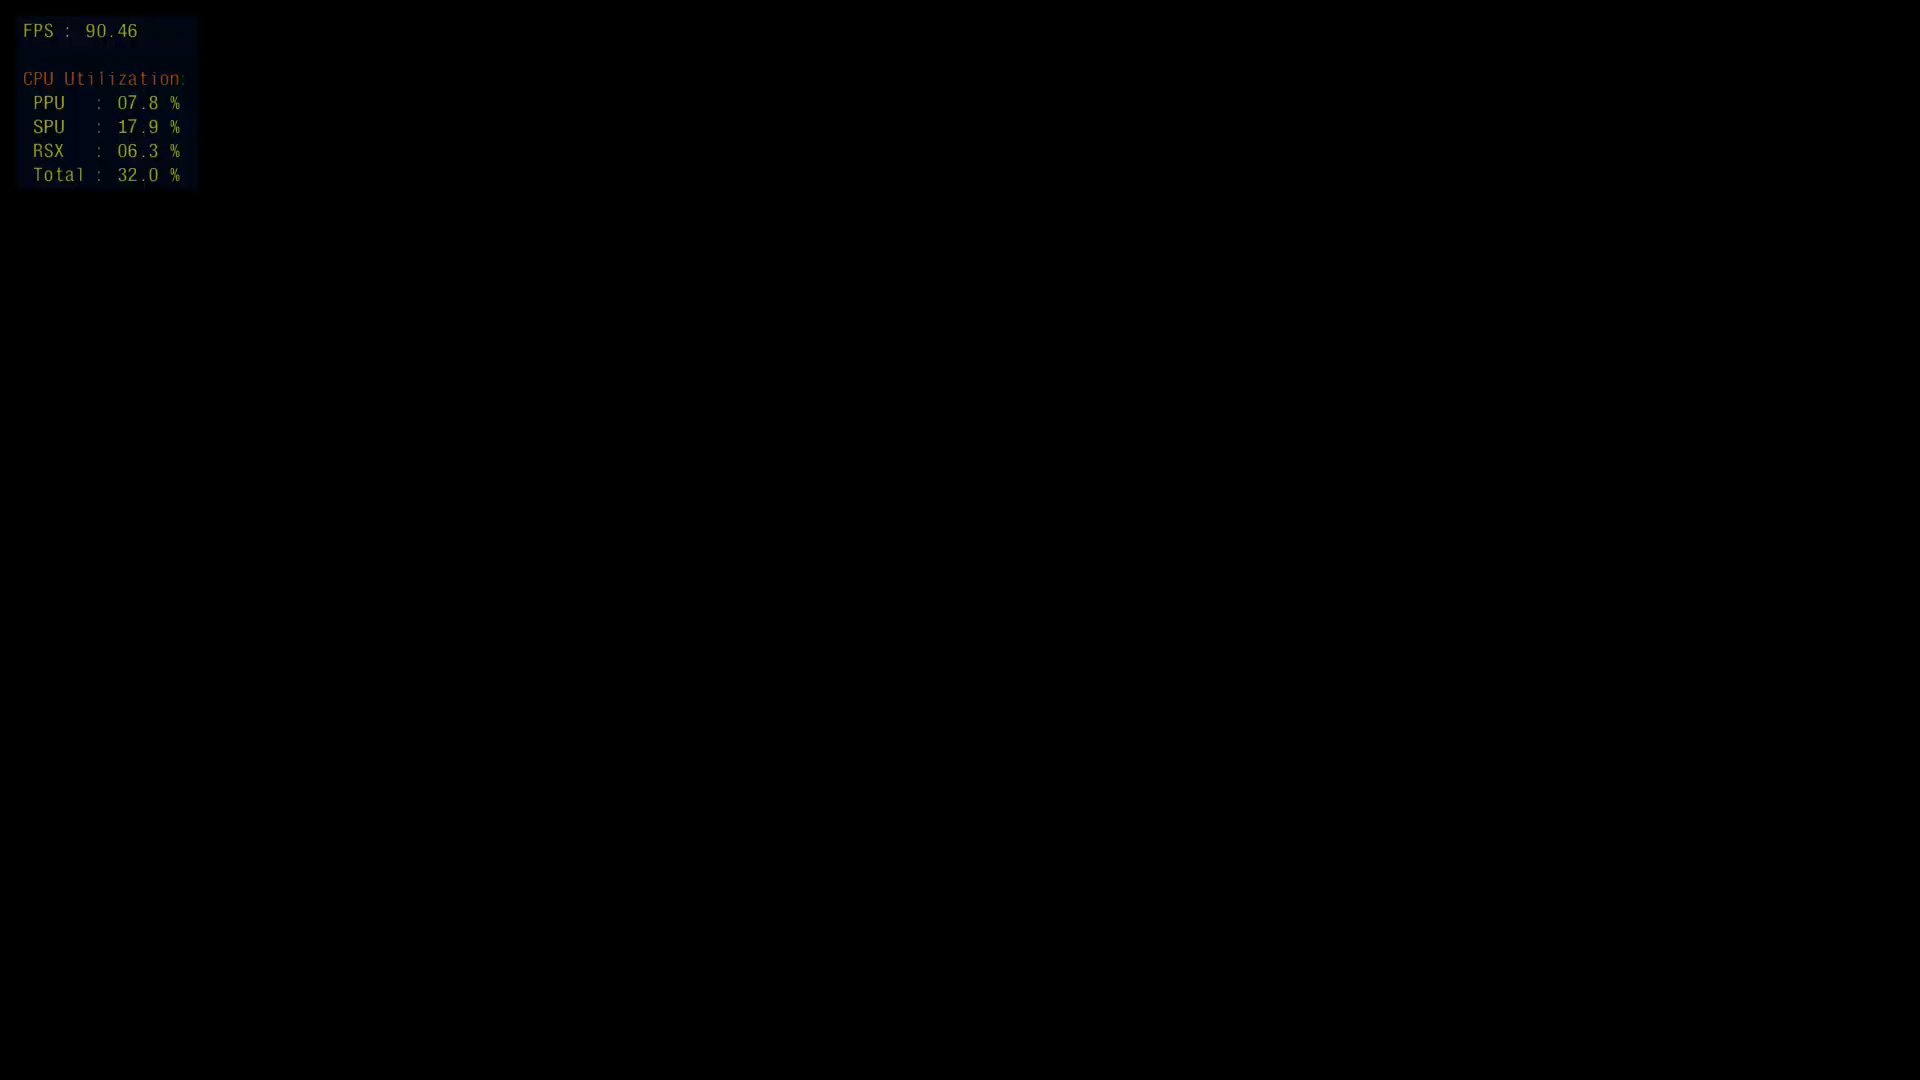 FPS : 90.46
CPU Utilization:
PPU : 07.8 %
SPU : 17.9 %
RSX : 06.3 %
Total : 32.0 %